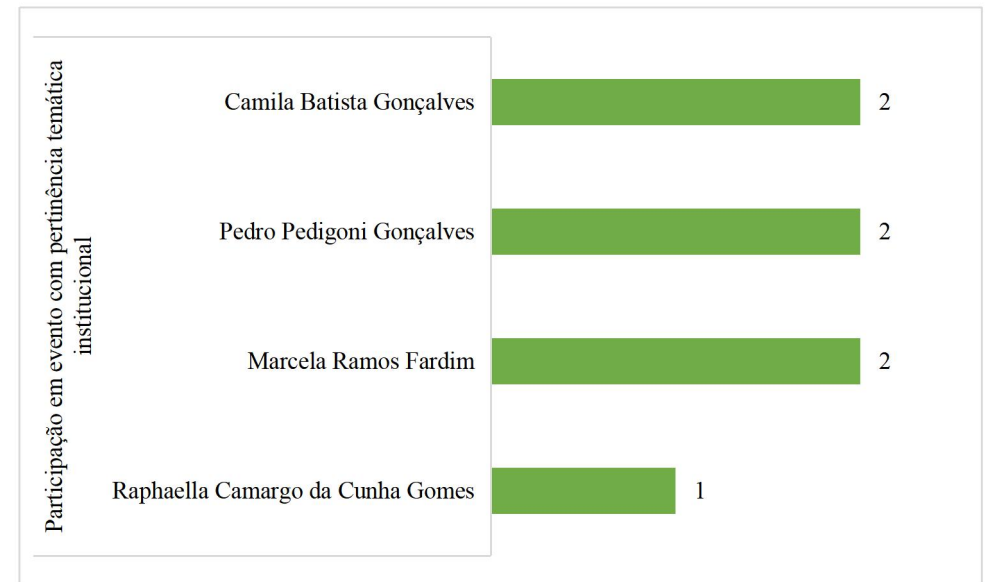 Participação em evento com pertinência temática
institucional
Camila Batista Gonçalves 2
Pedro Pedigoni Gonçalves 2
Marcela Ramos Fardim 2
Raphaella Camargo da Cunha Gomes 1